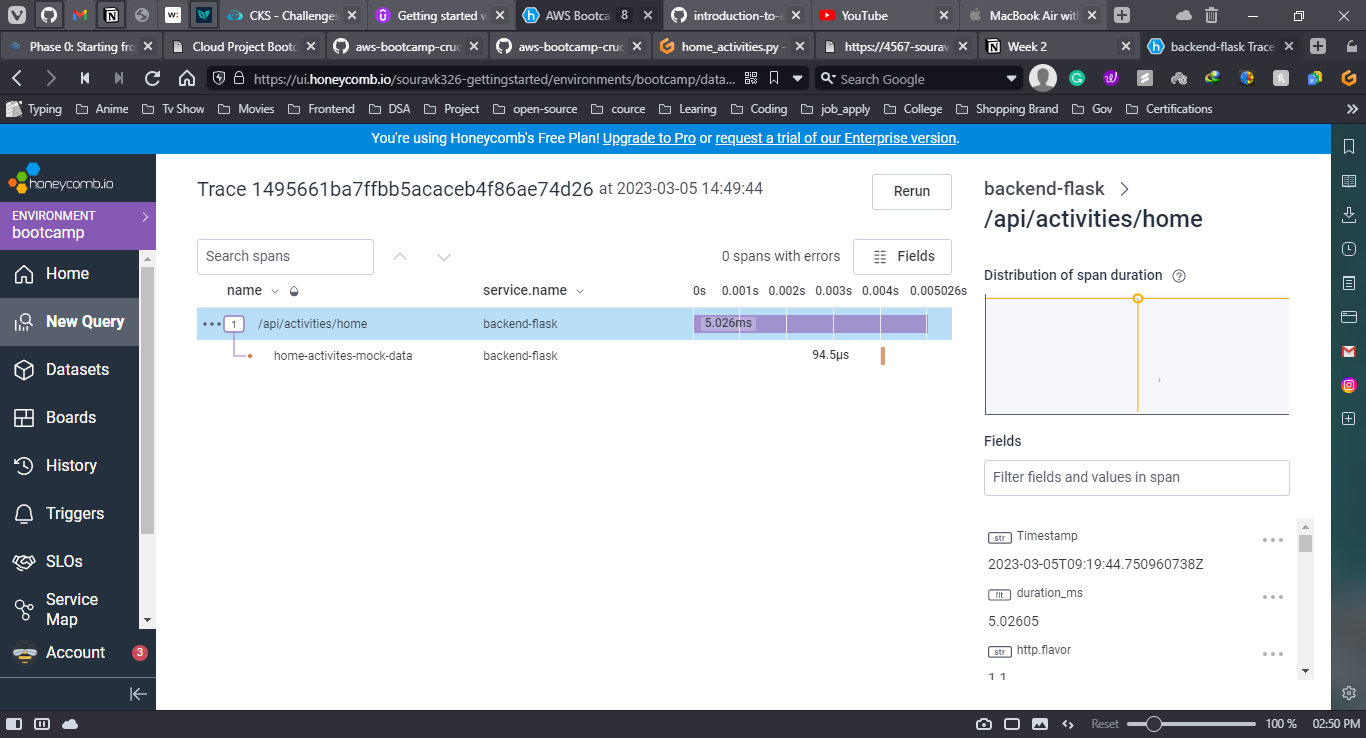 CKS - Challenges
Getting started w
AWS Bootca
8
introduction-to-a
YouTube
MacBook Air with
Phase 0: Starting fro
Cloud Project Bootc
aws-bootcamp-cruc
aws-bootcamp-cruc
home_activities.py -
https://4567-sourav
Week 2
backend-flask Trace
https://ui.honeycomb.io/souravk326-gettingstarted/environments/bootcamp/data...
Search Google
Typing
Anime
Tv Show
Movies
Frontend
DSA
Project
open-source
cource
Learing
Coding
job_apply
College
Shopping Brand
Gov
Certifications
You're using Honeycomb's Free Plan! Upgrade to Pro or request a trial of our Enterprise version.
honeycomb.io
ENVIRONMENT
bootcamp
Home
New Query
Datasets
Boards
History
Triggers
SLOs
Service
Map
Account
3
Trace 1495661ba7ffbb5acaceb4f86ae74d26 at 2023-03-05 14:49:44
Rerun
Search spans
0 spans with errors
Fields
name
service.name
0s 0.001s 0.002s 0.003s 0.004s 0.005026s
1 /api/activities/home backend-flask 5.026ms
home-activites-mock-data backend-flask 94.5μs
backend-flask
/api/activities/home
Distribution of span duration
Fields
Filter fields and values in span
str Timestamp
2023-03-05T09:19:44.750960738Z
flt duration_ms
5.02605
str http.flavor
1.1
Reset
100 %
02:50 PM